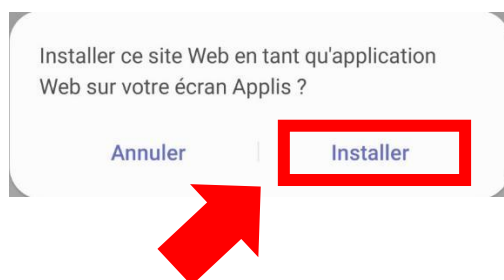 Installer ce site Web en tant qu'application
Web sur votre écran Applis ?
Annuler
Installer